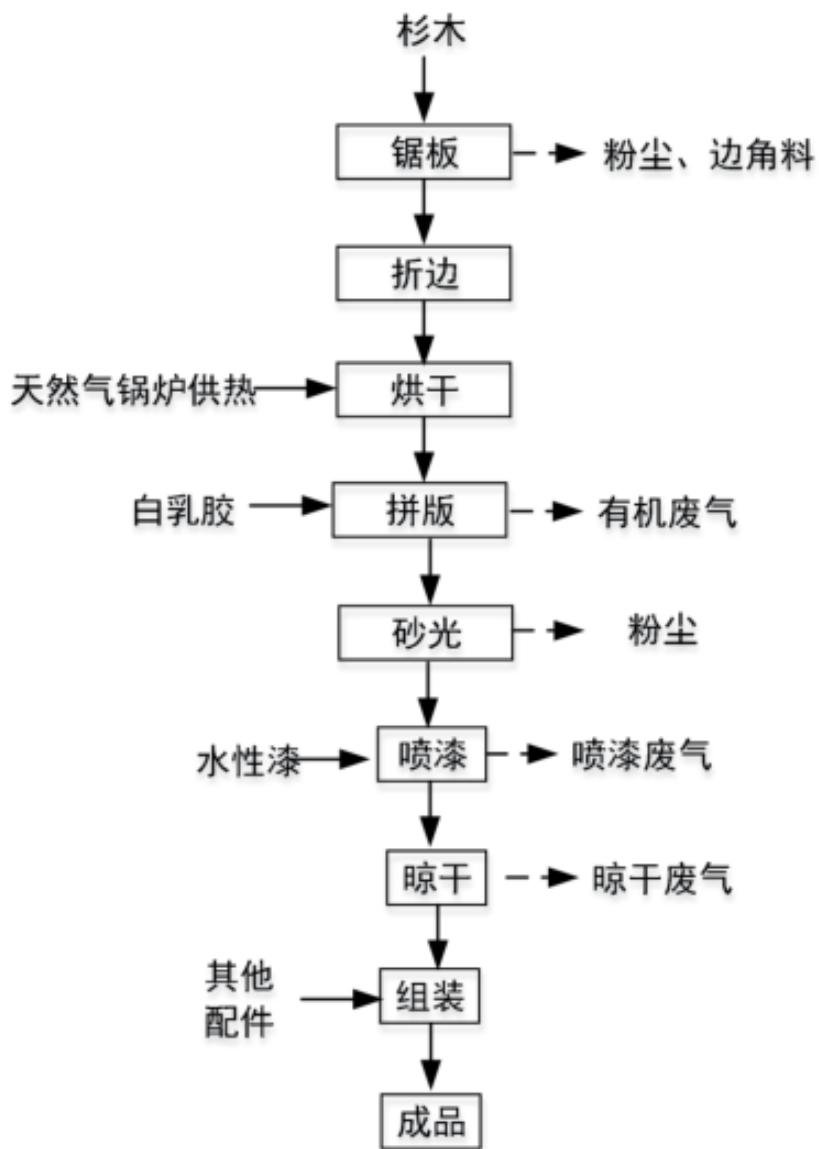 杉木
锯板
粉尘、边角料
折边
天然气锅炉供热
烘干
白乳胶
拼版
有机废气
砂光
粉尘
水性漆
喷漆
喷漆废气
晾干
晾干废气
其他
配件
组装
成品